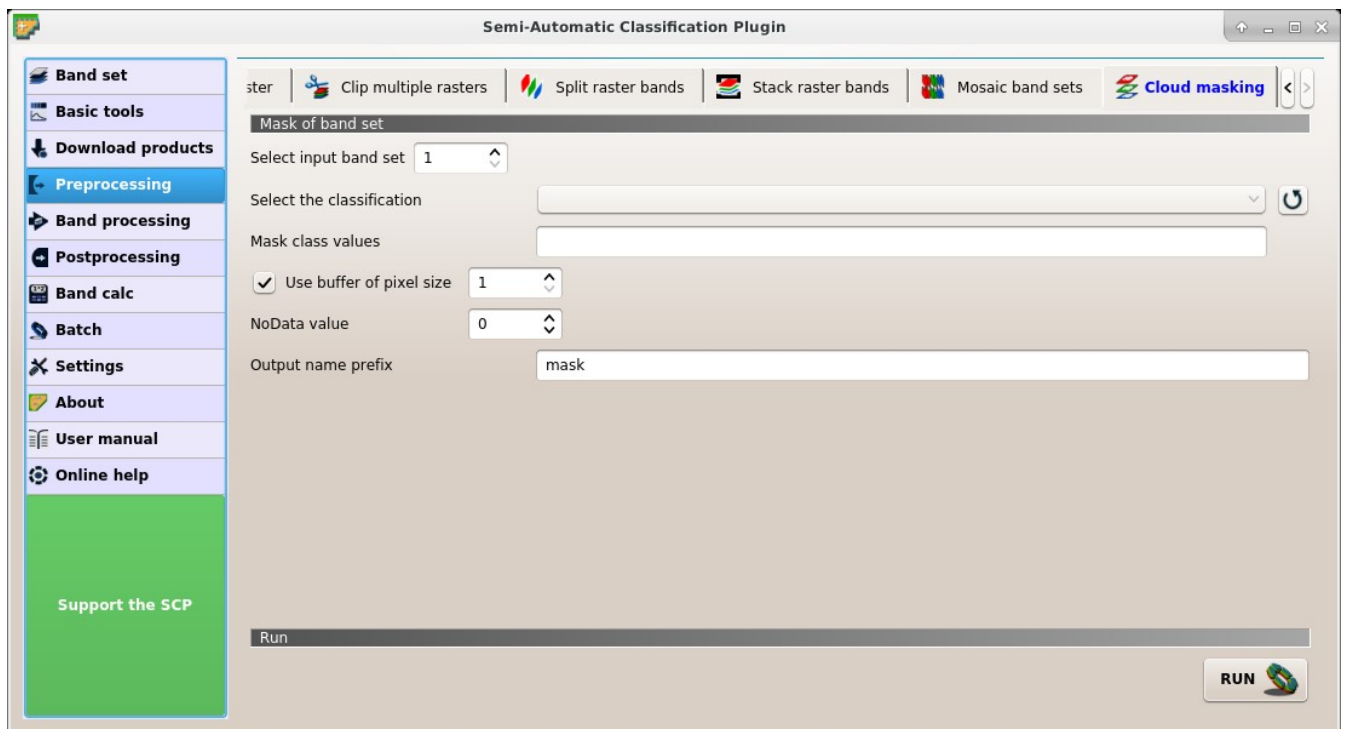 Semi-Automatic Classification Plugin
Band set
Basic tools
Download products
Preprocessing
Band processing
Postprocessing
Band calc
Batch
Settings
About
User manual
Online help
Support the SCP
ster Clip multiple rasters Split raster bands Stack raster bands Mosaic band sets Cloud masking < >
Mask of band set
Select input band set 1
Select the classification
Mask class values
Use buffer of pixel size 1
NoData value 0
Output name prefix mask
Run
RUN